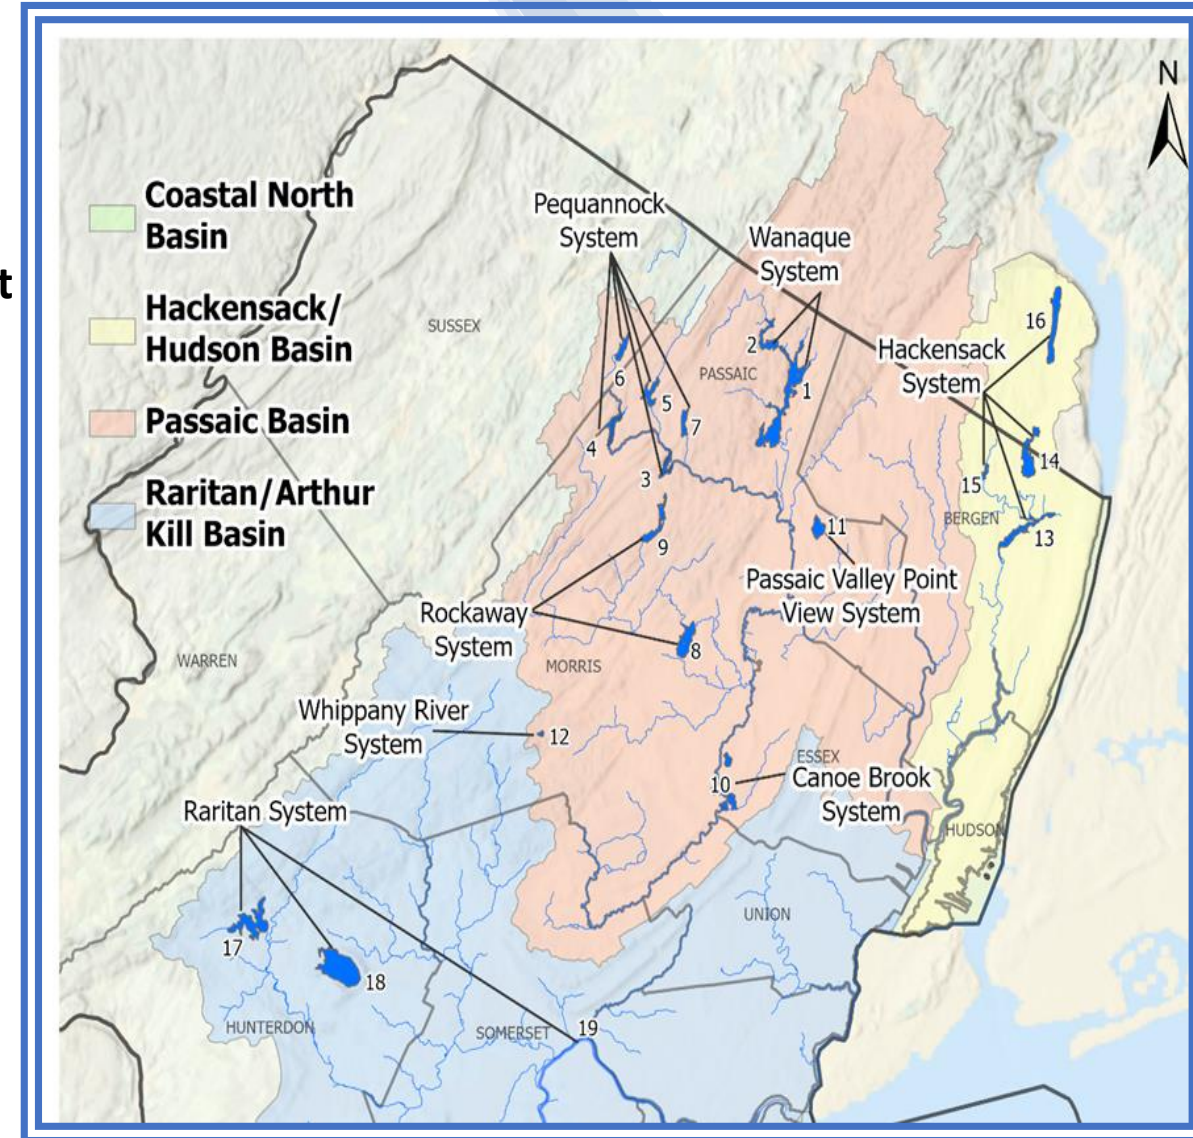 t
N
Coastal North
Basin
Hackensack/
Hudson Basin
Passaic Basin
Raritan/Arthur
Kill Basin
Pequannock
System
Wanaque
System
Hackensack
System
SUSSEX
PASSAIC
16
2
1
6
5
7
4
3
14
15
BERGEN
13
9
11
Passaic Valley Point
View System
Rockaway
System
8
WARREN
MORRIS
Whippany River
System
12
ESSEX
10
Canoe Brook
System
Raritan System
HUDSON
UNION
17
18
HUNTERDON
SOMERSET
19